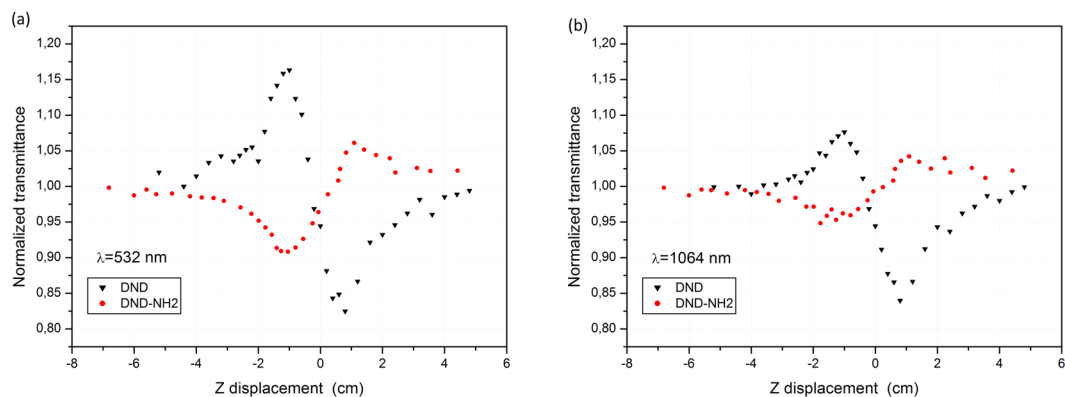 (a)
Normalized transmittance
1,20
1,15
1,10
1,05
1,00
0,95
0,90
0,85
0,80
λ=532 nm
DND
DND-NH2
-8 -6 -4 -2 0 2 4 6
Z displacement (cm)
(b)
Normalized transmittance
1,20
1,15
1,10
1,05
1,00
0,95
0,90
0,85
0,80
λ=1064 nm
DND
DND-NH2
-8 -6 -4 -2 0 2 4 6
Z displacement (cm)